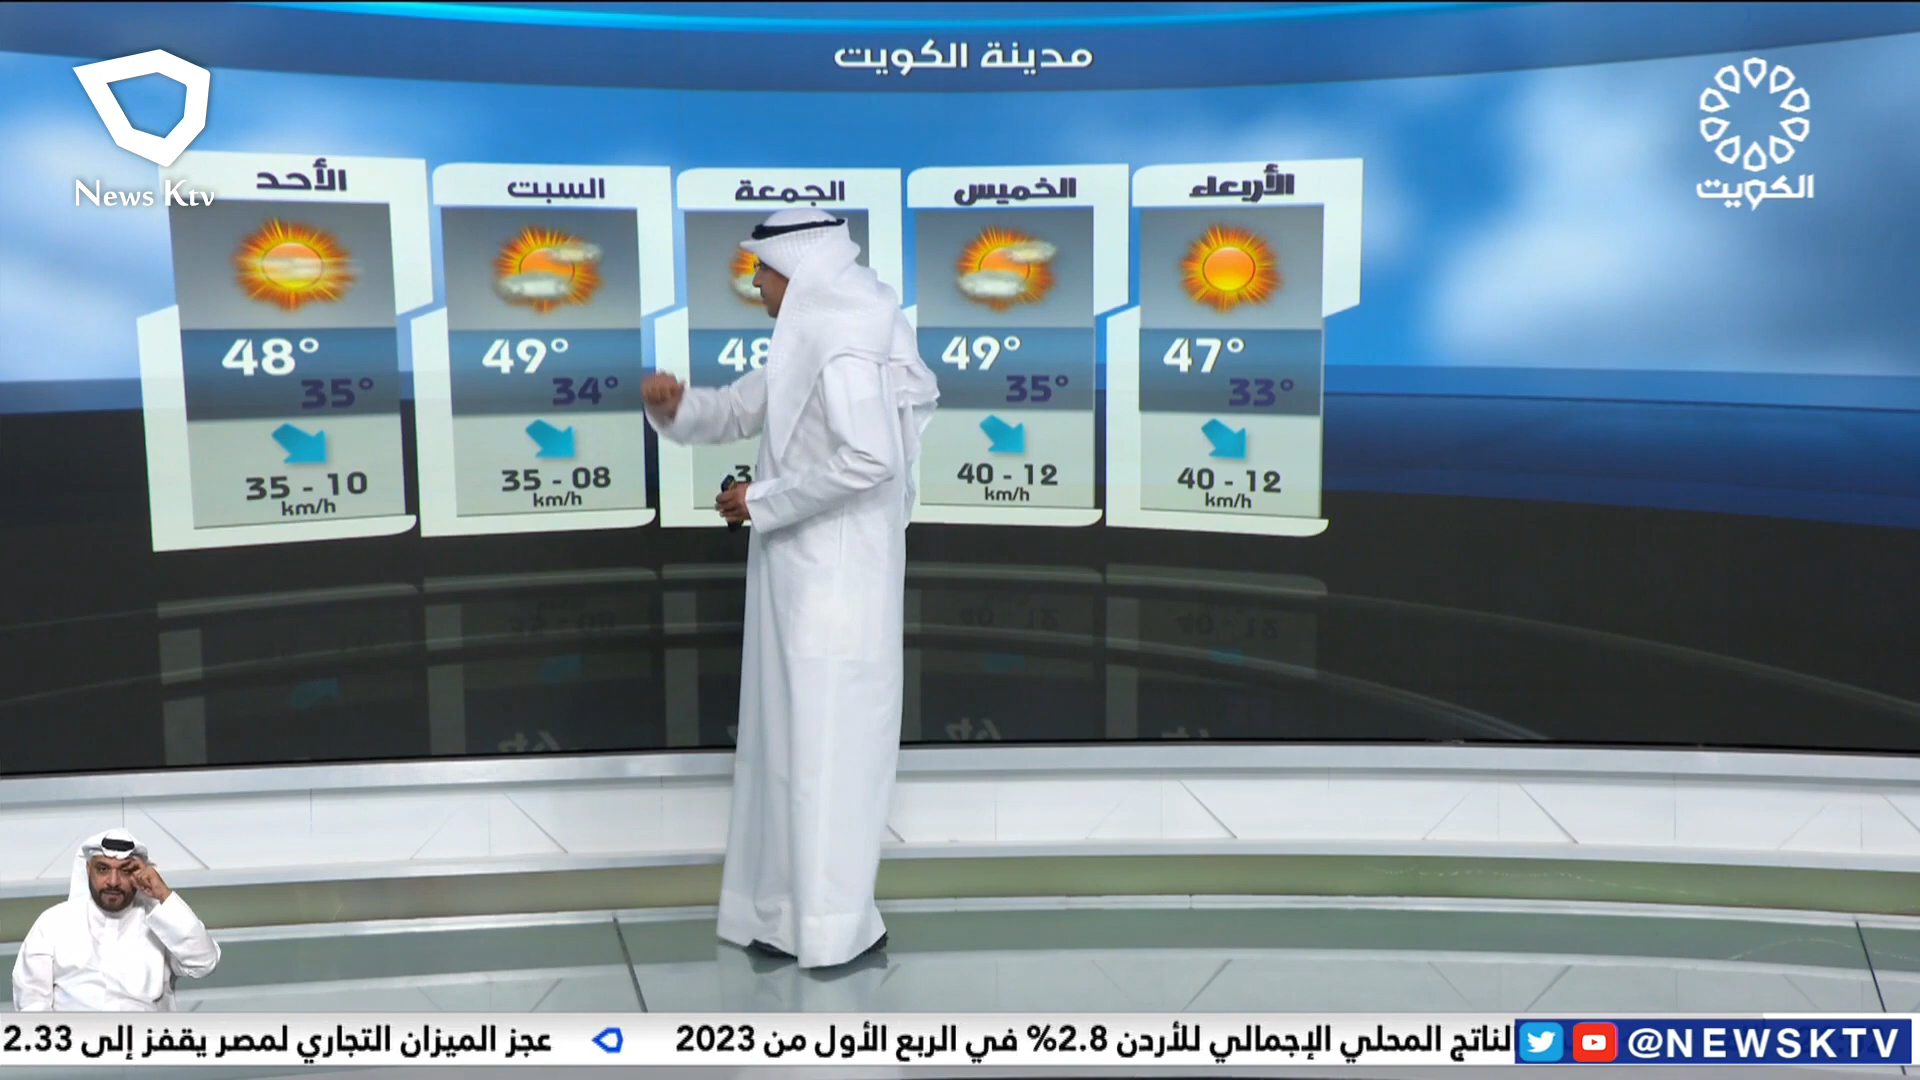 مدينة الكويت
News Ktv
الكويت
الأربعاء
47°
33°
40 - 12
km/h
الخميس
49°
35°
40 - 12
km/h
الجمعة
السبت
49°
34°
35 - 08
km/h
الأحد
48°
35°
35 - 10
km/h
@NEWSKTV
لناتج المحلي الإجمالي للأردن 2.8% في الربع الأول من 2023
عجز الميزان التجاري لمصر يقفز إلى 2.33